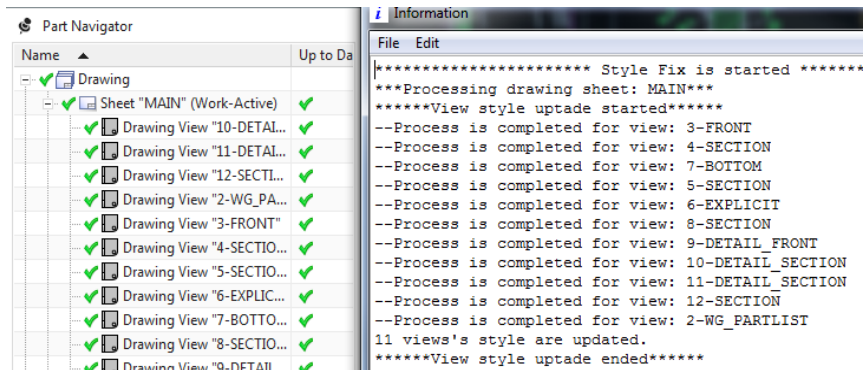 Part Navigator
Name
Up to Da
Drawing
Sheet "MAIN" (Work-Active)
Drawing View "10-DETAI...
Drawing View "11-DETAI...
Drawing View "12-SECTI...
Drawing View "2-WG_PA...
Drawing View "3-FRONT"
Drawing View "4-SECTIO...
Drawing View "5-SECTIO...
Drawing View "6-EXPLIC...
Drawing View "7-BOTTO...
Drawing View "8-SECTIO...
Drawing View "9-DETAIL
i Information
File Edit
*********************** Style Fix is started *******
***Processing drawing sheet: MAIN***
******View style uptade started******
--Process is completed for view: 3-FRONT
--Process is completed for view: 4-SECTION
--Process is completed for view: 7-BOTTOM
--Process is completed for view: 5-SECTION
--Process is completed for view: 6-EXPLICIT
--Process is completed for view: 8-SECTION
--Process is completed for view: 9-DETAIL_FRONT
--Process is completed for view: 10-DETAIL_SECTION
--Process is completed for view: 11-DETAIL_SECTION
--Process is completed for view: 12-SECTION
--Process is completed for view: 2-WG_PARTLIST
11 views's style are updated.
******View style uptade ended******